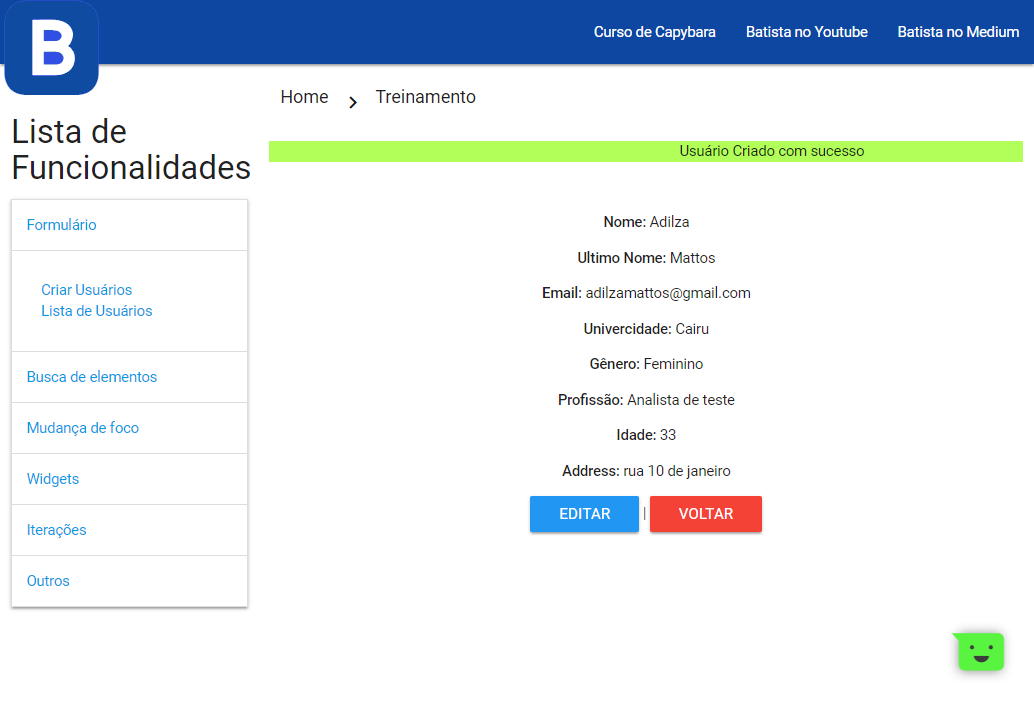 B
Curso de Capybara
Batista no Youtube
Batista no Medium
Home
Treinamento
Lista de
Funcionalidades
Formulário
Criar Usuários
Lista de Usuários
Busca de elementos
Mudança de foco
Widgets
Iterações
Outros
Usuário Criado com sucesso
Nome: Adilza
Ultimo Nome: Mattos
Email: adilzamattos@gmail.com
Univercidade: Cairu
Gênero: Feminino
Profissão: Analista de teste
Idade: 33
Address: rua 10 de janeiro
EDITAR | VOLTAR